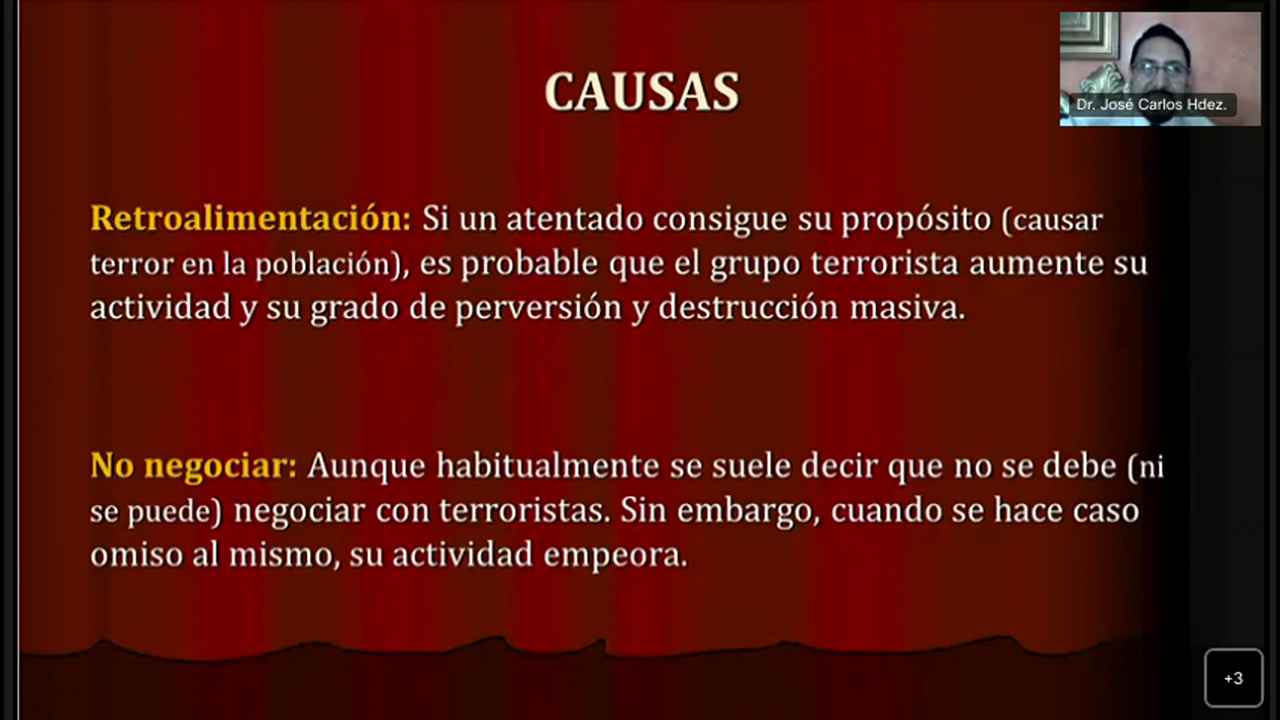 CAUSAS
Dr. José Carlos Hdez.
Retroalimentación: Si un atentado consigue su propósito (causar
terror en la población), es probable que el grupo terrorista aumente su
actividad y su grado de perversión y destrucción masiva.
No negociar: Aunque habitualmente se suele decir que no se debe (ni
se puede) negociar con terroristas. Sin embargo, cuando se hace caso
omiso al mismo, su actividad empeora.
+3